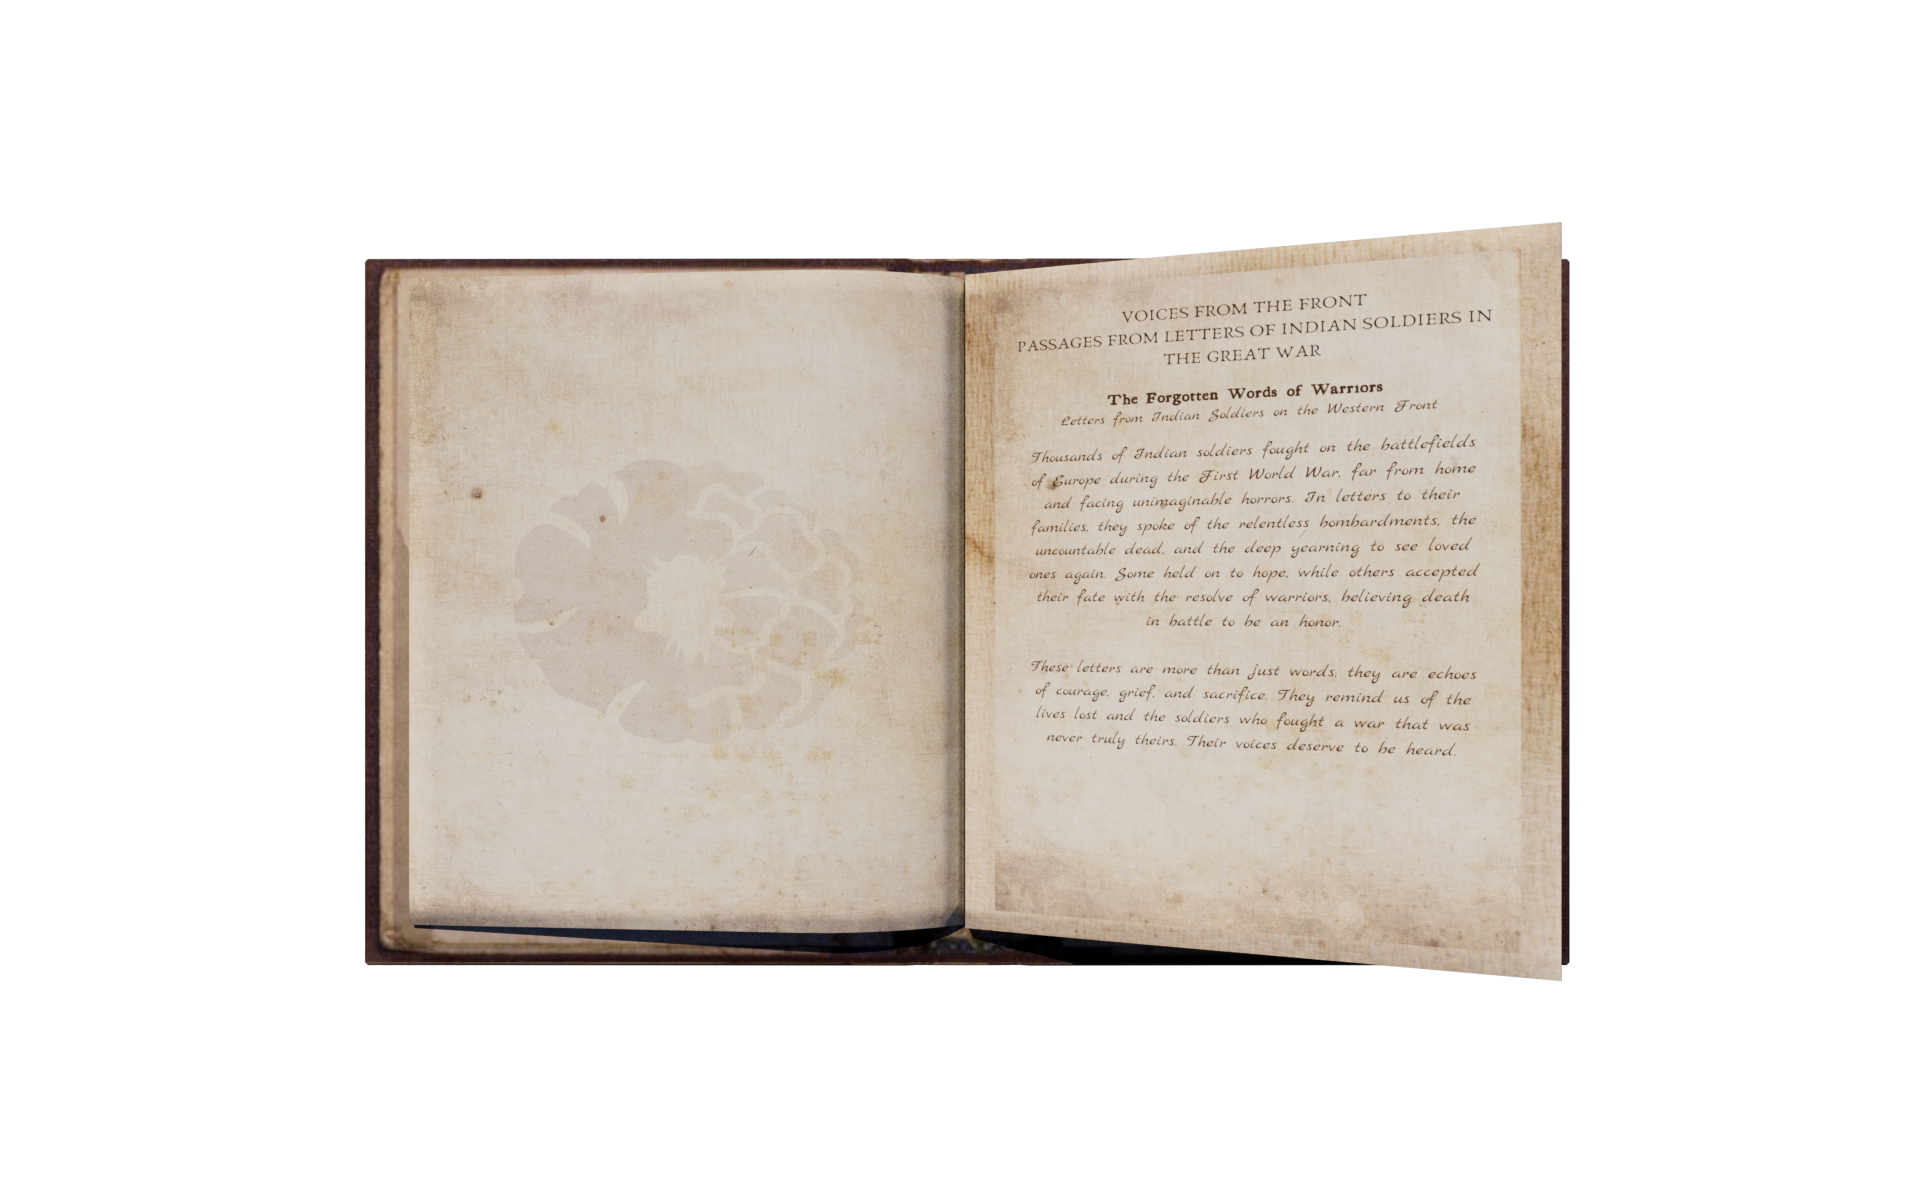 VOICES FROM THE FRONT
PASSAGES FROM LETTERS OF INDIAN SOLDIERS IN
THE GREAT WAR
The Forgotten Words of Warriors
Letters from Indian Soldiers on the Western Front
Thousands of Indian soldiers fought on the battlefields
of Europe during the First World War, far from home
and facing unimaginable horrors. In letters to their
families, they spoke of the relentless bombardments, the
uncountable dead, and the deep yearning to see loved
ones again. Some held on to hope, while others accepted
their fate with the resolve of warriors, believing death
in battle to be an honor.
These letters are more than just words; they are echoes
of courage, grief, and sacrifice. They remind us of the
lives lost and the soldiers who fought a war that was
never truly theirs. Their voices deserve to be heard.